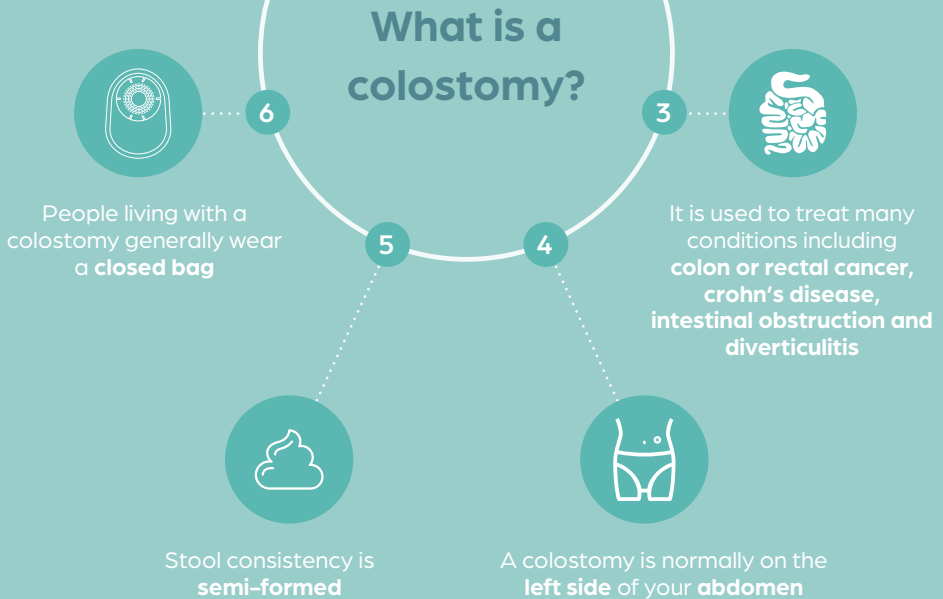 What is a
colostomy?
3
It is used to treat many
conditions including
colon or rectal cancer,
crohn's disease,
intestinal obstruction and
diverticulitis
4
A colostomy is normally on the
left side of your abdomen
5
Stool consistency is
semi-formed
6
People living with a
colostomy generally wear
a closed bag